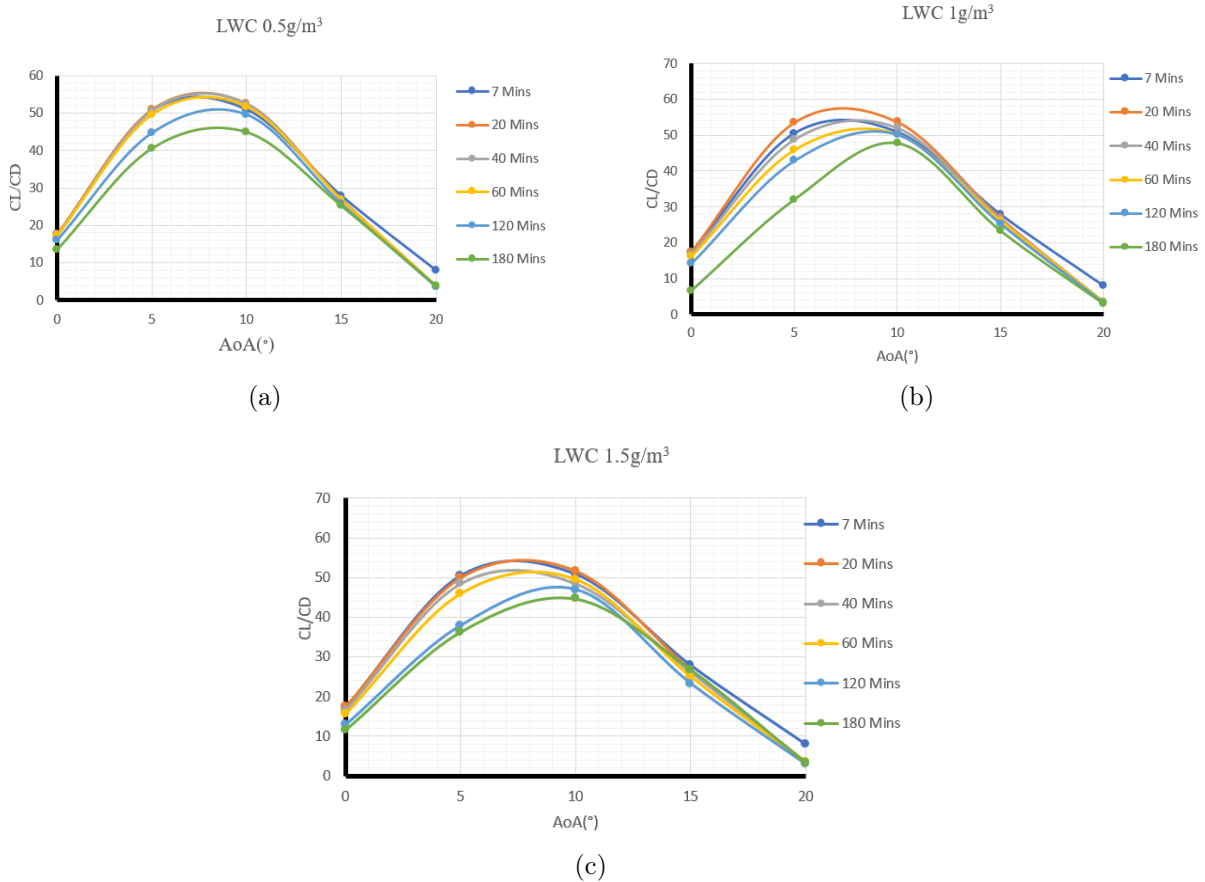 LWC 0.5g/m³
60
50
40
30
20
10
0
CL/CD
0 5 10 15 20
AoA(°)
7 Mins
20 Mins
40 Mins
60 Mins
120 Mins
180 Mins
(a)
LWC 1g/m³
70
60
50
40
30
20
10
0
CL/CD
0 5 10 15 20
AoA(°)
7 Mins
20 Mins
40 Mins
60 Mins
120 Mins
180 Mins
(b)
LWC 1.5g/m³
70
60
50
40
30
20
10
0
CL/CD
0 5 10 15 20
AoA(°)
7 Mins
20 Mins
40 Mins
60 Mins
120 Mins
180 Mins
(c)